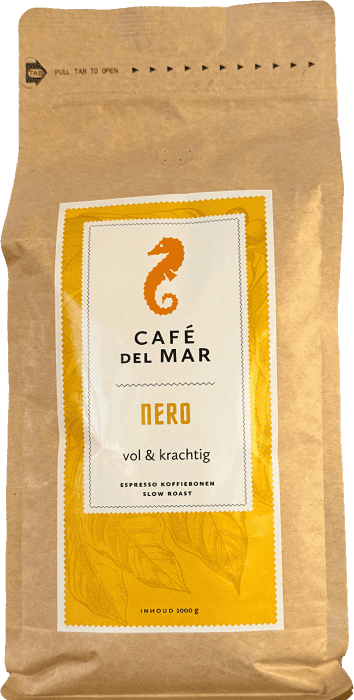 TAB PULL TAB TO OPEN
CAFÉ
DEL MAR
NERO
vol & krachtig
ESPRESSO KOFFIEBONEN
SLOW ROAST
INHOUD 1000 g